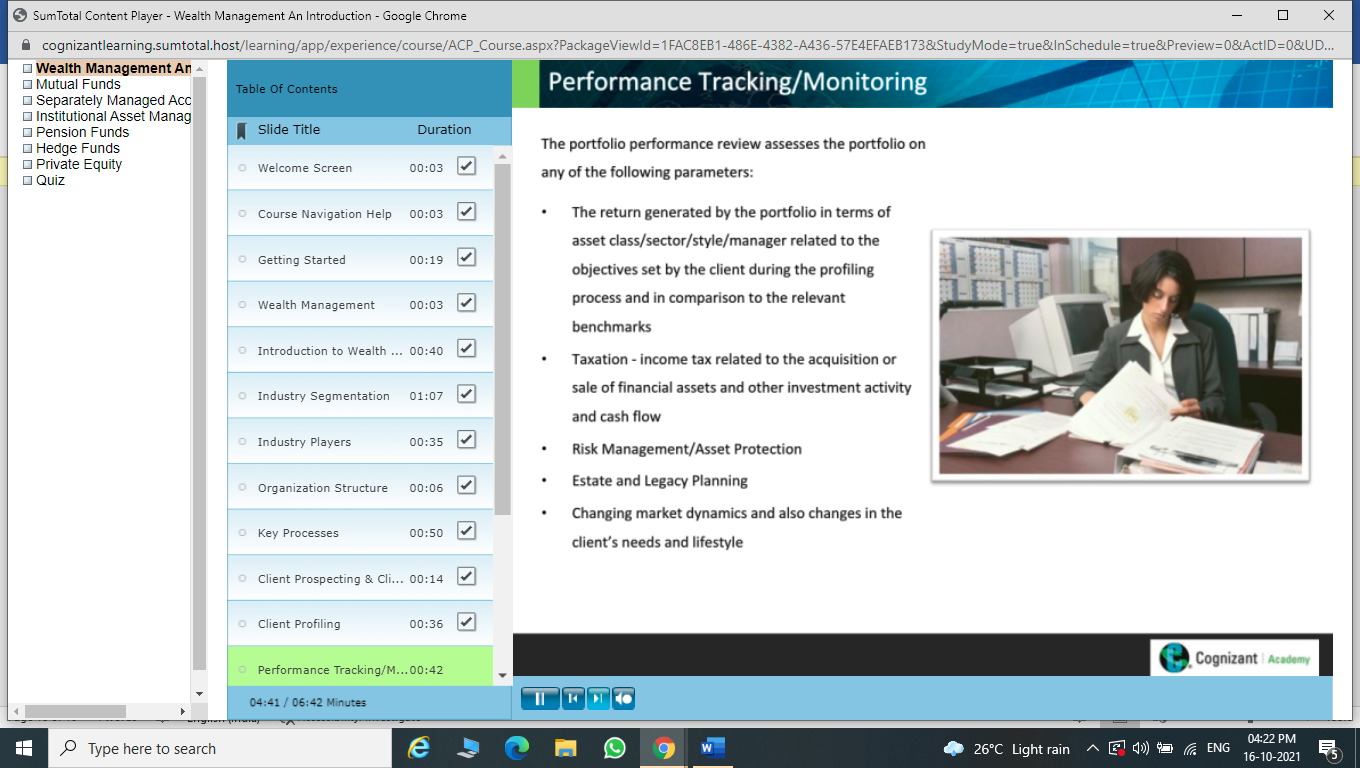 SumTotal Content Player - Wealth Management An Introduction - Google Chrome
cognizantlearning.sumtotal.host/learning/app/experience/course/ACP_Course.aspx?PackageViewId=1FAC8EB1-486E-4382-A436-57E4EFAEB173&StudyMode=true&InSchedule=true&Preview=0&ActID=0&UD...
Wealth Management An
Mutual Funds
Separately Managed Acc
Institutional Asset Manag
Pension Funds
Hedge Funds
Private Equity
Quiz
Table Of Contents
Slide Title Duration
Welcome Screen 00:03
Course Navigation Help 00:03
Getting Started 00:19
Wealth Management 00:03
Introduction to Wealth ... 00:40
Industry Segmentation 01:07
Industry Players 00:35
Organization Structure 00:06
Key Processes 00:50
Client Prospecting & Cli... 00:14
Client Profiling 00:36
Performance Tracking/M... 00:42
04:41 / 06:42 Minutes
Performance Tracking/Monitoring
The portfolio performance review assesses the portfolio on
any of the following parameters:
• The return generated by the portfolio in terms of
asset class/sector/style/manager related to the
objectives set by the client during the profiling
process and in comparison to the relevant
benchmarks
• Taxation - income tax related to the acquisition or
sale of financial assets and other investment activity
and cash flow
• Risk Management/Asset Protection
• Estate and Legacy Planning
• Changing market dynamics and also changes in the
client's needs and lifestyle
Cognizant | Academy
Type here to search
26°C Light rain
ENG
04:22 PM
16-10-2021
5